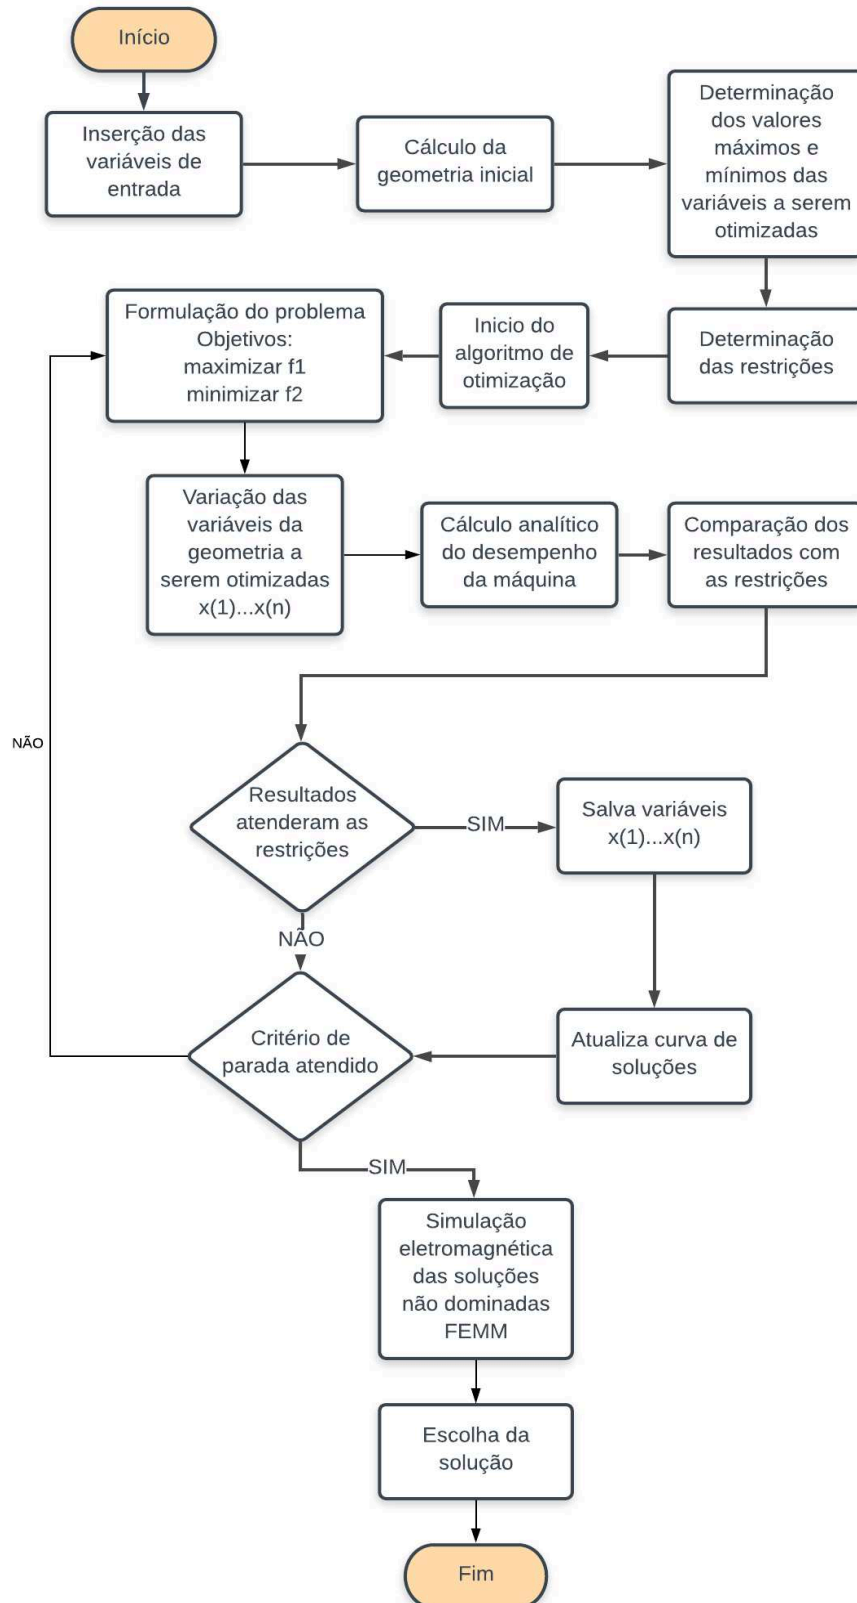 Início
Inserção das
variáveis de
entrada
Cálculo da
geometria inicial
Determinação
dos valores
máximos e
mínimos das
variáveis a serem
otimizadas
Determinação
das restrições
Inicio do
algoritmo de
otimização
Formulação do problema
Objetivos:
maximizar f1
minimizar f2
Variação das
variáveis da
geometria a
serem otimizadas
x(1)...x(n)
Cálculo analítico
do desempenho
da máquina
Comparação dos
resultados com
as restrições
Resultados
atenderam as
restrições
SIM
Salva variáveis
x(1)...x(n)
NÃO
Atualiza curva de
soluções
Critério de
parada atendido
NÃO
SIM
Simulação
eletromagnética
das soluções
não dominadas
FEMM
Escolha da
solução
Fim